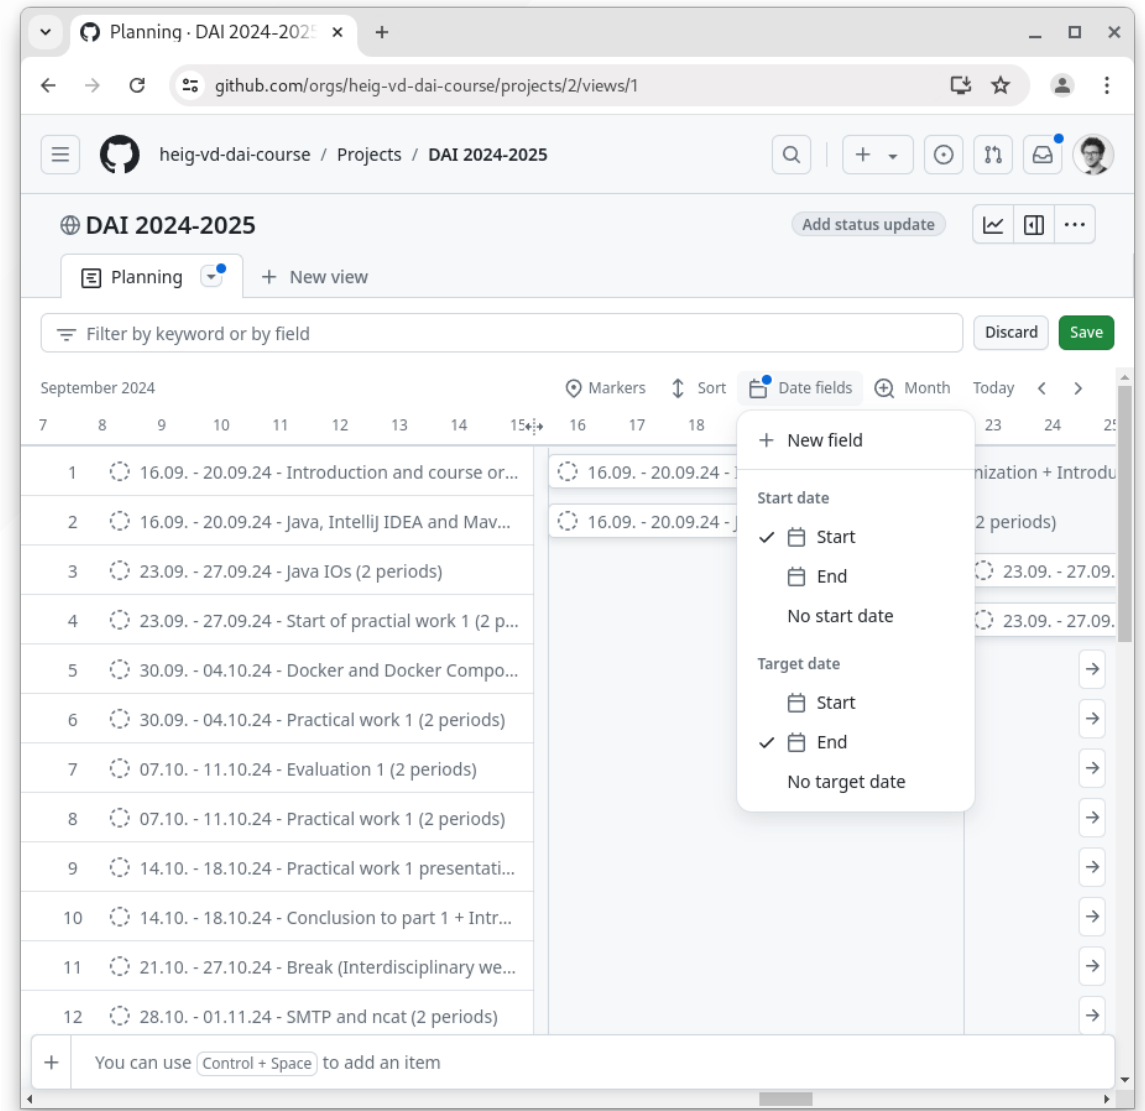 Planning · DAI 2024-2025
github.com/orgs/heig-vd-dai-course/projects/2/views/1
heig-vd-dai-course / Projects / DAI 2024-2025
DAI 2024-2025
Add status update
Planning
New view
Filter by keyword or by field
Discard
Save
September 2024
Markers
Sort
Date fields
Month
Today
7 8 9 10 11 12 13 14 15 16 17 18 23 24 25
New field
Start date
Start
End
No start date
Target date
Start
End
No target date
1 16.09. - 20.09.24 - Introduction and course or...
16.09. - 20.09.24 - nization + Introdu
2 16.09. - 20.09.24 - Java, IntelliJ IDEA and Mav...
16.09. - 20.09.24 - J 2 periods)
3 23.09. - 27.09.24 - Java IOs (2 periods)
23.09. - 27.09.
4 23.09. - 27.09.24 - Start of practial work 1 (2 p...
23.09. - 27.09.
5 30.09. - 04.10.24 - Docker and Docker Compo...
6 30.09. - 04.10.24 - Practical work 1 (2 periods)
7 07.10. - 11.10.24 - Evaluation 1 (2 periods)
8 07.10. - 11.10.24 - Practical work 1 (2 periods)
9 14.10. - 18.10.24 - Practical work 1 presentati...
10 14.10. - 18.10.24 - Conclusion to part 1 + Intr...
11 21.10. - 27.10.24 - Break (Interdisciplinary we...
12 28.10. - 01.11.24 - SMTP and ncat (2 periods)
You can use Control + Space to add an item